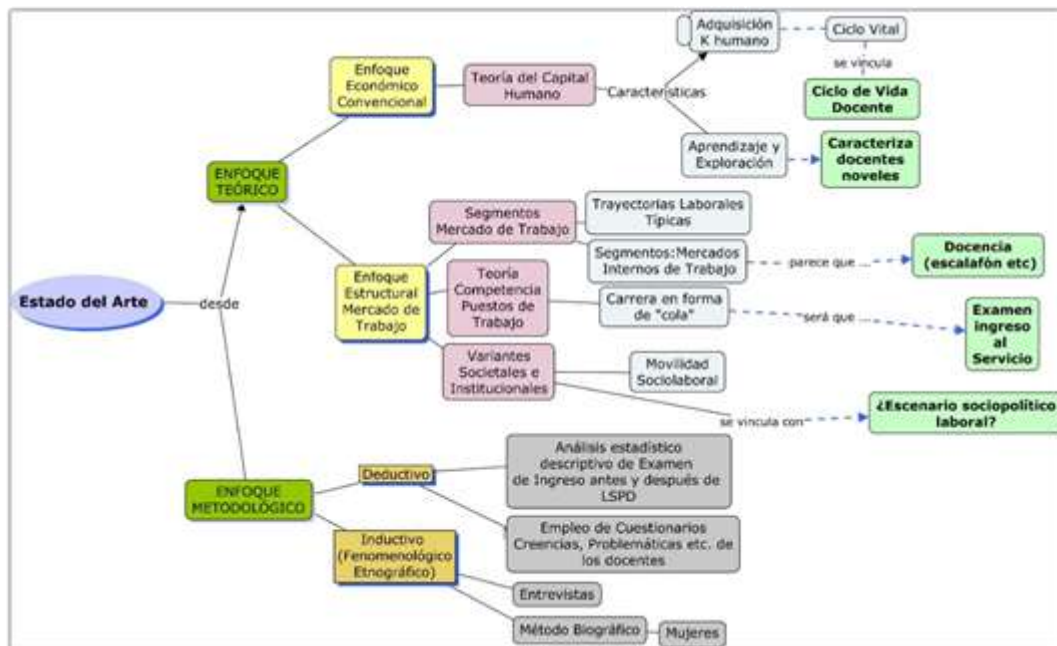 Estado del Arte
desde
ENFOQUE
TEÓRICO
Enfoque
Económico
Convencional
Teoría del Capital
Humano
Características
Adquisición
K humano
Ciclo Vital
se vincula
Ciclo de Vida
Docente
Aprendizaje y
Exploración
Caracteriza
docentes
noveles
Enfoque
Estructural
Mercado de
Trabajo
Segmentos
Mercado de Trabajo
Trayectorias Laborales
Típicas
Segmentos:Mercados
Internos de Trabajo
parece que ...
Docencia
(escalafón etc)
Teoría
Competencia
Puestos de
Trabajo
Carrera en forma
de "cola"
será que ...
Examen
ingreso
al
Servicio
Variantes
Societales e
Institucionales
Movilidad
Sociolaboral
se vincula con
¿Escenario sociopolítico
laboral?
ENFOQUE
METODOLÓGICO
Deductivo
Análisis estadístico
descriptivo de Examen
de Ingreso antes y después de
LSPD
Empleo de Cuestionarios
Creencias, Problemáticas etc. de
los docentes
Inductivo
(Fenomenológico
Etnográfico)
Entrevistas
Método Biográfico
Mujeres